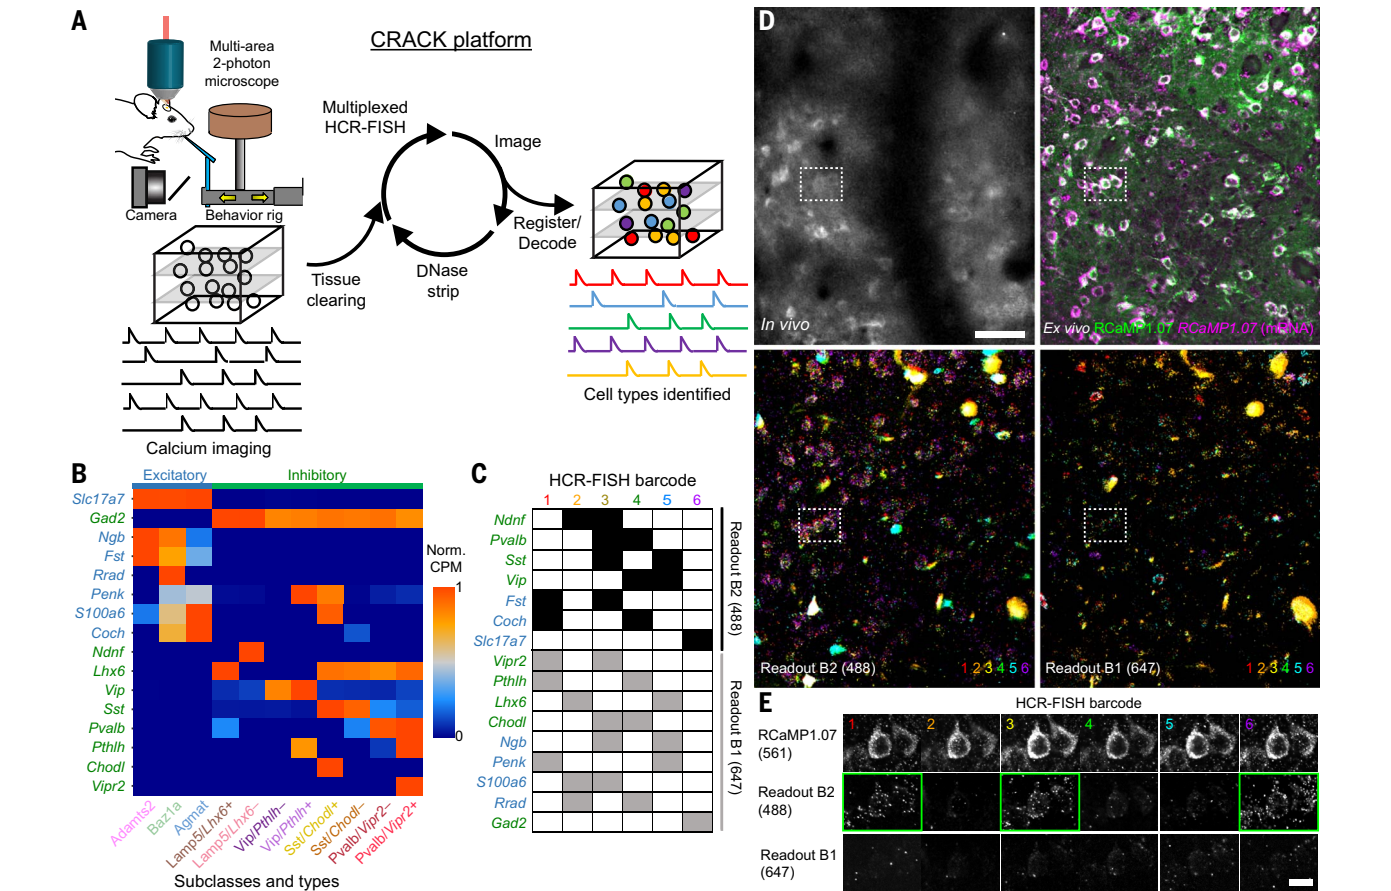 A
CRACK platform
Multi-area
2-photon
microscope
Camera
Behavior rig
Multiplexed
HCR-FISH
Image
Register/
Decode
DNase
strip
Tissue
clearing
Calcium imaging
Cell types identified
B
Excitatory
Inhibitory
Slc17a7
Gad2
Ngb
Fst
Rrad
Penk
S100a6
Coch
Ndnf
Lhx6
Vip
Sst
Pvalb
Pthlh
Chodl
Vipr2
Norm.
CPM
1
0
Adamts2
Baz1a
Agmat
Lamp5/Lhx6+
Lamp5/Lhx6–
Vip/Pthlh–
Vip/Pthlh+
Sst/Chodl+
Sst/Chodl–
Pvalb/Vipr2–
Pvalb/Vipr2+
Subclasses and types
C
HCR-FISH barcode
1 2 3 4 5 6
Ndnf
Pvalb
Sst
Vip
Fst
Coch
Slc17a7
Vipr2
Pthlh
Lhx6
Chodl
Ngb
Penk
S100a6
Rrad
Gad2
Readout B2 (488)
Readout B1 (647)
D
In vivo
Ex vivo RCaMP1.07 RCaMP1.07 (mRNA)
Readout B2 (488) 1 2 3 4 5 6
Readout B1 (647) 1 2 3 4 5 6
E
HCR-FISH barcode
1 2 3 4 5 6
RCaMP1.07
(561)
Readout B2
(488)
Readout B1
(647)